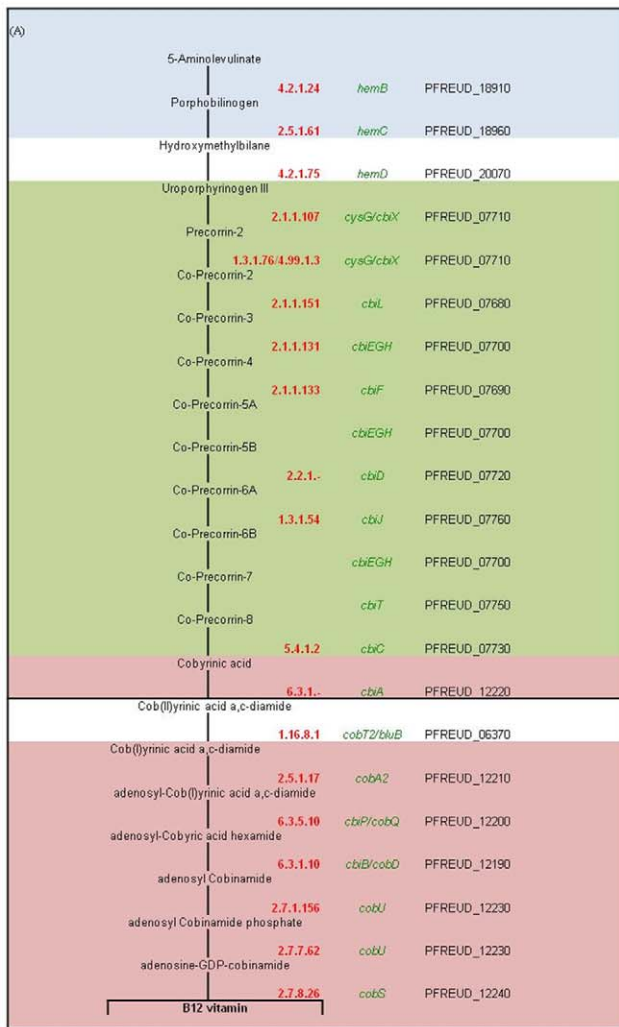 (A)
5-Aminolevulinate
4.2.1.24 hemB PFREUD_18910
Porphobilinogen
2.5.1.61 hemC PFREUD_18960
Hydroxymethylbilane
4.2.1.75 hemD PFREUD_20070
Uroporphyrinogen III
2.1.1.107 cysG/cbiX PFREUD_07710
Precorrin-2
1.3.1.76/4.99.1.3 cysG/cbiX PFREUD_07710
Co-Precorrin-2
2.1.1.151 cbiL PFREUD_07680
Co-Precorrin-3
2.1.1.131 cbiEGH PFREUD_07700
Co-Precorrin-4
2.1.1.133 cbiF PFREUD_07690
Co-Precorrin-5A
cbiEGH PFREUD_07700
Co-Precorrin-5B
2.2.1.- cbiD PFREUD_07720
Co-Precorrin-6A
1.3.1.54 cbiJ PFREUD_07760
Co-Precorrin-6B
cbiEGH PFREUD_07700
Co-Precorrin-7
cbiT PFREUD_07750
Co-Precorrin-8
5.4.1.2 cbiC PFREUD_07730
Cobyrinic acid
6.3.1.- cbiA PFREUD_12220
Cob(II)yrinic acid a,c-diamide
1.16.8.1 cobT2/bluB PFREUD_06370
Cob(I)yrinic acid a,c-diamide
2.5.1.17 cobA2 PFREUD_12210
adenosyl-Cob(I)yrinic acid a,c-diamide
6.3.5.10 cbiP/cobQ PFREUD_12200
adenosyl-Cobyric acid hexamide
6.3.1.10 cbiB/cobD PFREUD_12190
adenosyl Cobinamide
2.7.1.156 cobU PFREUD_12230
adenosyl Cobinamide phosphate
2.7.7.62 cobU PFREUD_12230
adenosine-GDP-cobinamide
2.7.8.26 cobS PFREUD_12240
B12 vitamin